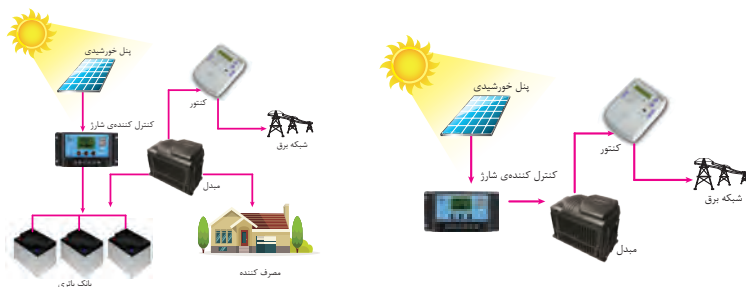 پنل خورشیدی
کنتور
کنترل کننده‌ی شارژ
شبکه برق
مبدل
مصرف کننده
بانک باتری
پنل خورشیدی
کنتور
کنترل کننده‌ی شارژ
شبکه برق
مبدل